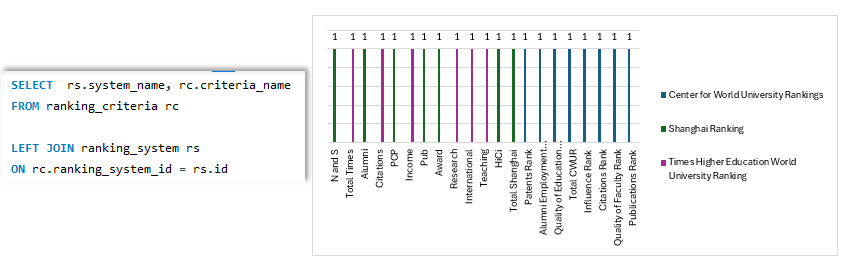 SELECT rs.system_name, rc.criteria_name
FROM ranking_criteria rc
LEFT JOIN ranking_system rs
ON rc.ranking_system_id = rs.id
1 1 1 1 1 1 1 1 1 1 1 1 1 1 1 1 1 1 1 1 1
N and S
Total Times
Alumni
Citations
PCP
Income
Pub
Award
Research
International
Teaching
HiCi
Total Shanghai
Patents Rank
Alumni Employment...
Quality of Education...
Total CWUR
Influence Rank
Citations Rank
Quality of Faculty Rank
Publications Rank
Center for World University Rankings
Shanghai Ranking
Times Higher Education World
University Ranking